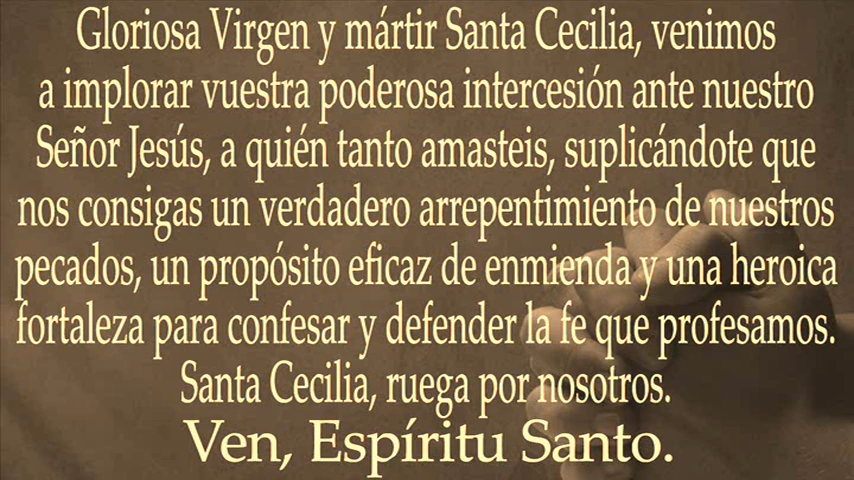 Gloriosa Virgen y mártir Santa Cecilia, venimos
a implorar vuestra poderosa intercesión ante nuestro
Señor Jesús, a quién tanto amasteis, suplicándote que
nos consigas un verdadero arrepentimiento de nuestros
pecados, un propósito eficaz de enmienda y una heroica
fortaleza para confesar y defender la fe que profesamos.
Santa Cecilia, ruega por nosotros.
Ven, Espíritu Santo.